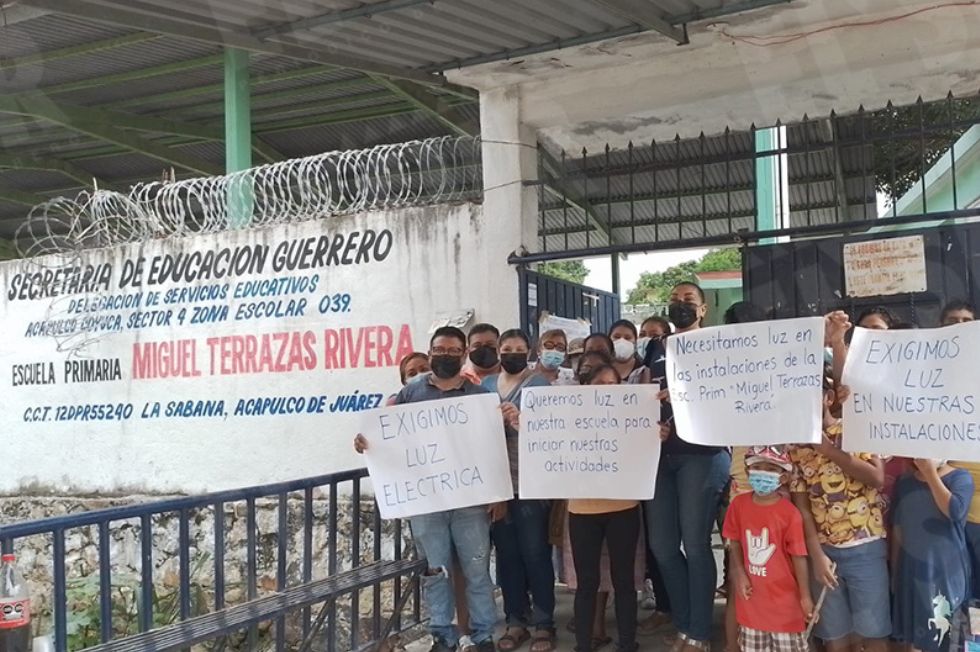 SECRETARIA DE EDUCACION GUERRERO
DELEGACION DE SERVICIOS EDUCATIVOS
ACAPULCO-COYUCA, SECTOR 4 ZONA ESCOLAR 039.
ESCUELA PRIMARIA MIGUEL TERRAZAS RIVERA
C.C.T. 12DPR5524O LA SABANA, ACAPULCO DE JUÁREZ
EXIGIMOS
LUZ
ELECTRICA
Queremos luz en
nuestra escuela para
iniciar nuestras
actividades
Necesitamos luz en
las instalaciones de la
Esc. Prim "Miguel Terrazas
Rivera.
EXIGIMOS
LUZ
EN NUESTRAS
INSTALACIONES
LOVE